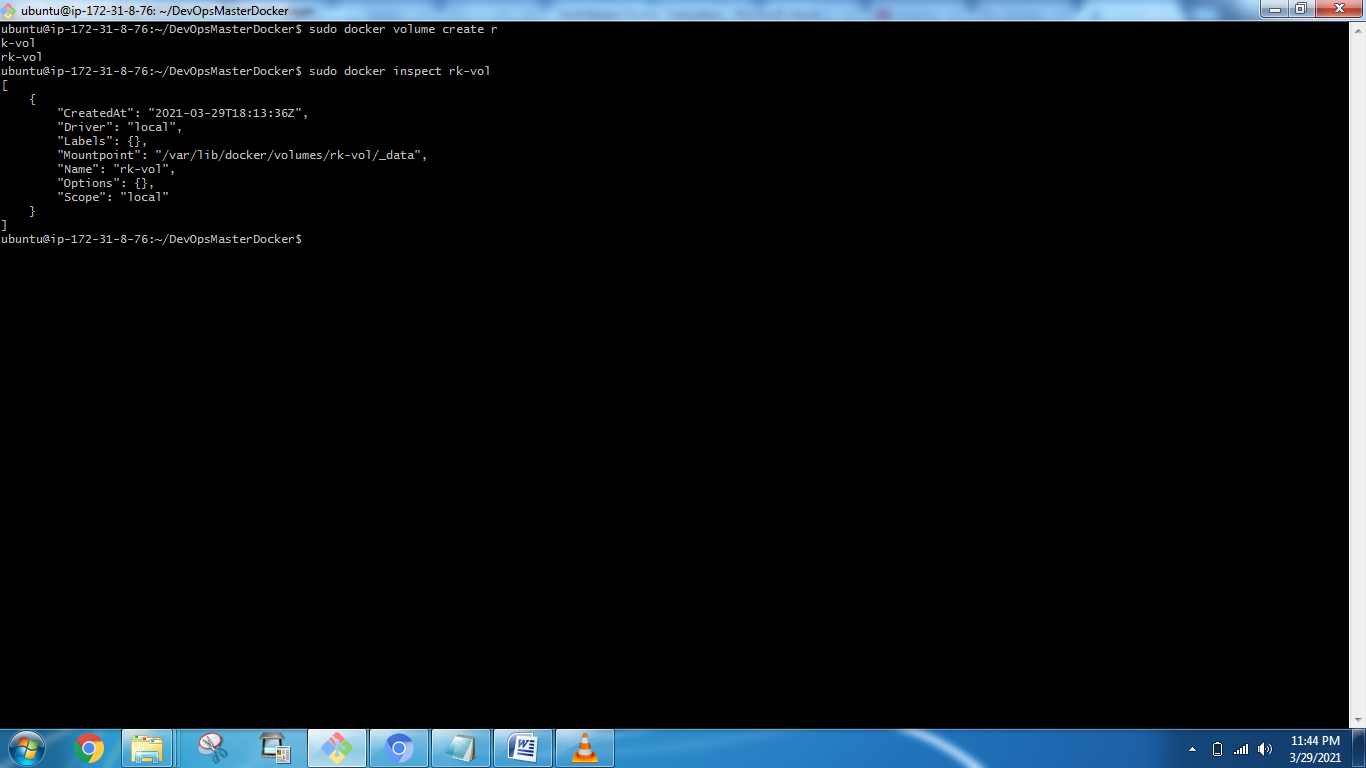 ubuntu@ip-172-31-8-76: ~/DevOpsMasterDocker
ubuntu@ip-172-31-8-76:~/DevOpsMasterDocker$ sudo docker volume create r
k-vol
rk-vol
ubuntu@ip-172-31-8-76:~/DevOpsMasterDocker$ sudo docker inspect rk-vol
[
    {
        "CreatedAt": "2021-03-29T18:13:36Z",
        "Driver": "local",
        "Labels": {},
        "Mountpoint": "/var/lib/docker/volumes/rk-vol/_data",
        "Name": "rk-vol",
        "Options": {},
        "Scope": "local"
    }
]
ubuntu@ip-172-31-8-76:~/DevOpsMasterDocker$
11:44 PM
3/29/2021